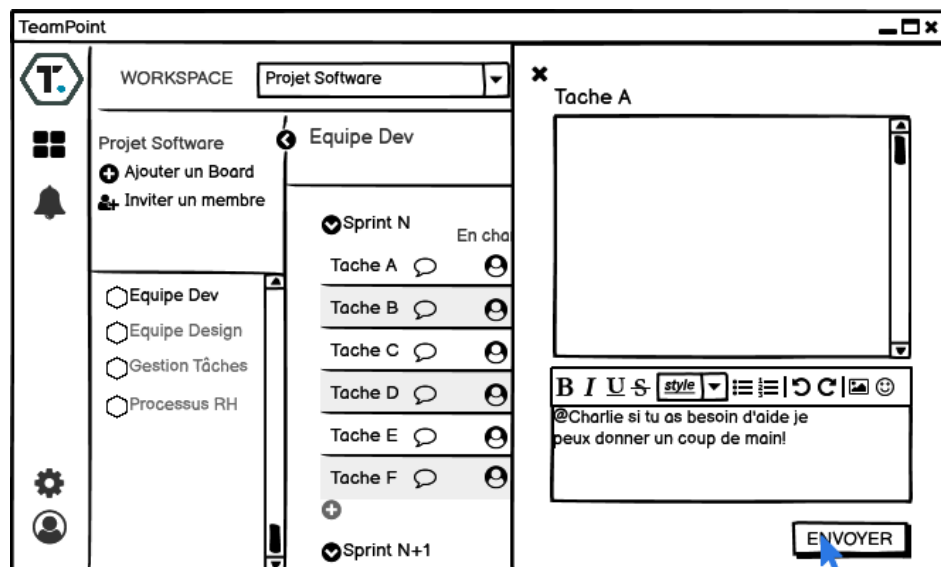 TeamPoint
T.
WORKSPACE
Projet Software
Projet Software
Ajouter un Board
Inviter un membre
Equipe Dev
Equipe Design
Gestion Tâches
Processus RH
Equipe Dev
Sprint N
En cha
Tache A
Tache B
Tache C
Tache D
Tache E
Tache F
Sprint N+1
Tache A
B I U S style
@Charlie si tu as besoin d'aide je
peux donner un coup de main!
ENVOYER